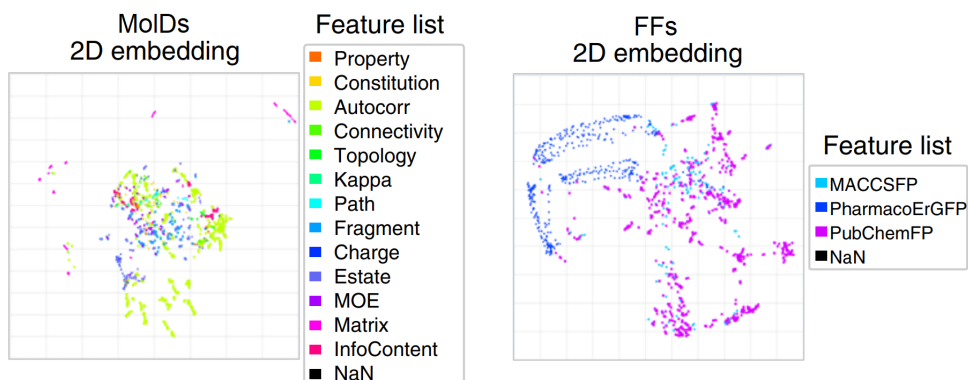 MolDs
2D embedding
Feature list
Property
Constitution
Autocorr
Connectivity
Topology
Kappa
Path
Fragment
Charge
Estate
MOE
Matrix
InfoContent
NaN
FFs
2D embedding
Feature list
MACCSFP
PharmacoErGFP
PubChemFP
NaN